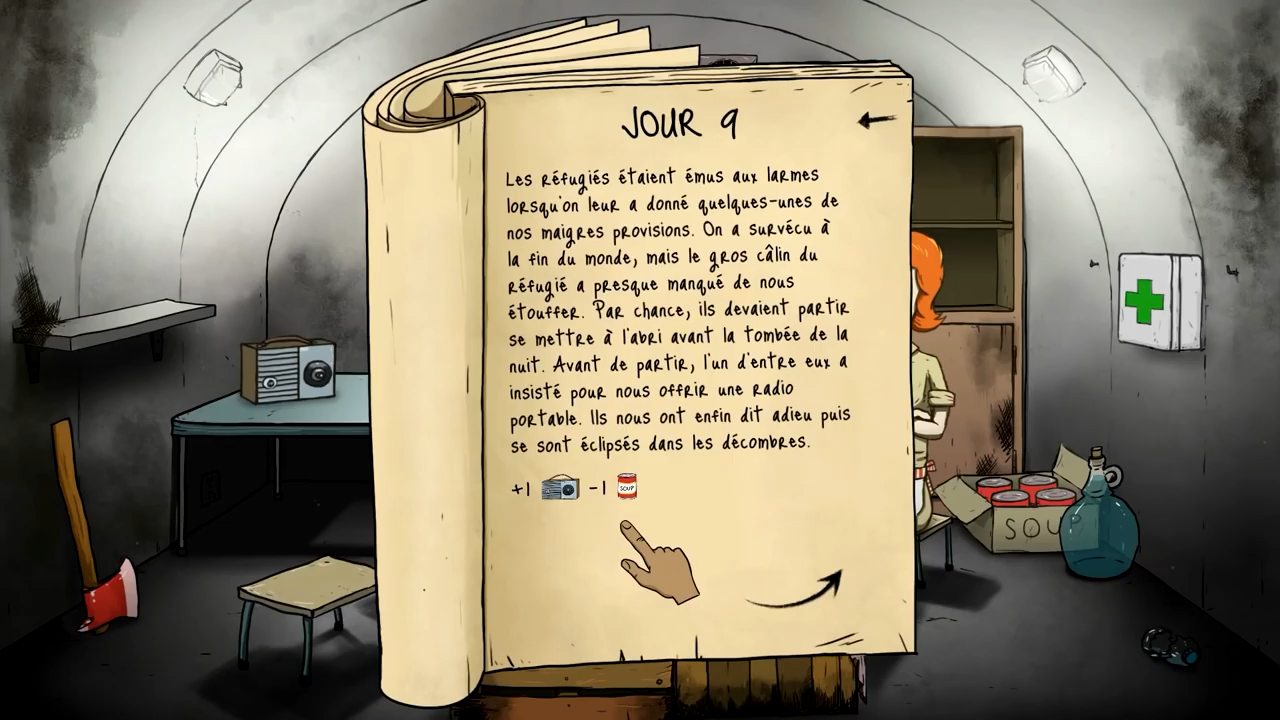 JOUR 9
Les réfugiés étaient émus aux larmes
lorsqu'on leur a donné quelques-unes de
nos maigres provisions. On a survécu à
la fin du monde, mais le gros câlin du
réfugié a presque manqué de nous
étouffer. Par chance, ils devaient partir
se mettre à l'abri avant la tombée de la
nuit. Avant de partir, l'un d'entre eux a
insisté pour nous offrir une radio
portable. Ils nous ont enfin dit adieu puis
se sont éclipsés dans les décombres.
+1 -1 SOUP
SOUP